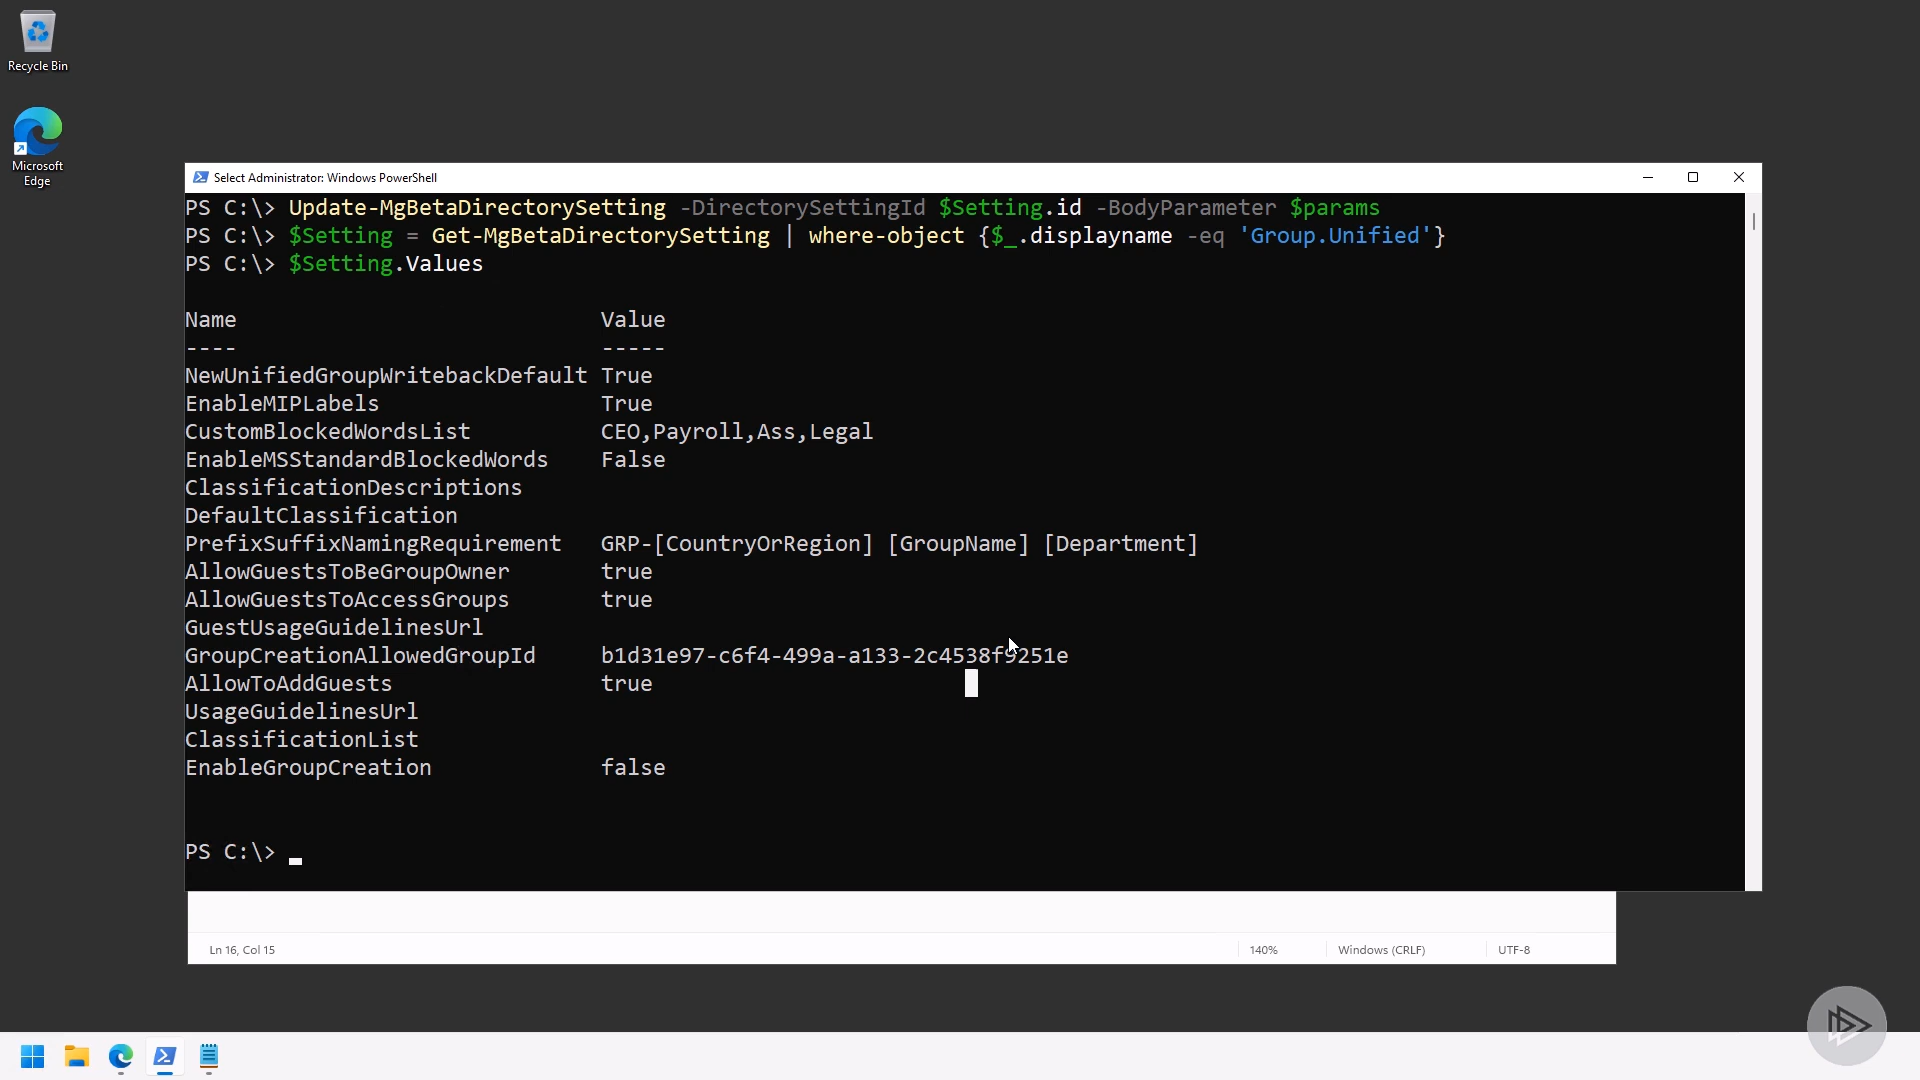 Recycle Bin
Microsoft
Edge
Select Administrator: Windows PowerShell
PS C:\> Update-MgBetaDirectorySetting -DirectorySettingId $Setting.id -BodyParameter $params
PS C:\> $Setting = Get-MgBetaDirectorySetting | where-object {$_.displayname -eq 'Group.Unified'}
PS C:\> $Setting.Values
Name Value
---- -----
NewUnifiedGroupWritebackDefault True
EnableMIPLabels True
CustomBlockedWordsList CEO,Payroll,Ass,Legal
EnableMSStandardBlockedWords False
ClassificationDescriptions
DefaultClassification
PrefixSuffixNamingRequirement GRP-[CountryOrRegion] [GroupName] [Department]
AllowGuestsToBeGroupOwner true
AllowGuestsToAccessGroups true
GuestUsageGuidelinesUrl
GroupCreationAllowedGroupId b1d31e97-c6f4-499a-a133-2c4538f9251e
AllowToAddGuests true
UsageGuidelinesUrl
ClassificationList
EnableGroupCreation false
PS C:\>
Ln 16, Col 15 140% Windows (CRLF) UTF-8